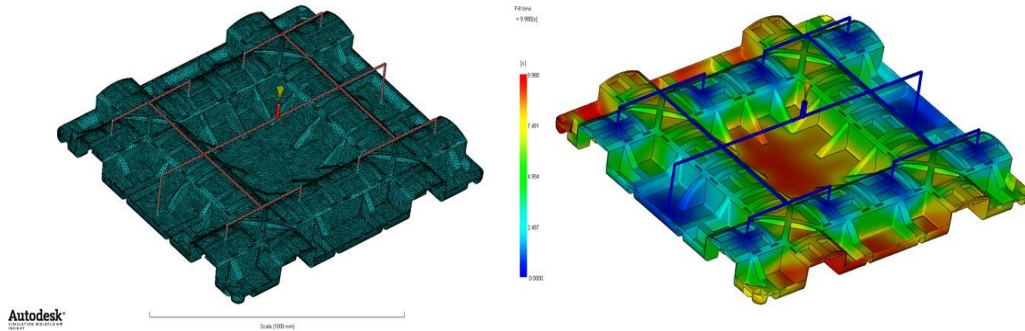 Fill time
= 9.988[s]
[s]
9.988
7.491
4.994
2.497
0.0000
Autodesk®
SIMULATION MOLDFLOW®
INSIGHT
Scale (1000 mm)